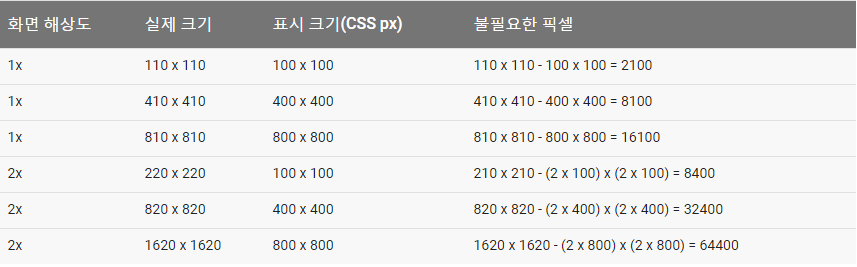 화면 해상도 실제 크기 표시 크기(CSS px) 불필요한 픽셀
1x 110 x 110 100 x 100 110 x 110 - 100 x 100 = 2100
1x 410 x 410 400 x 400 410 x 410 - 400 x 400 = 8100
1x 810 x 810 800 x 800 810 x 810 - 800 x 800 = 16100
2x 220 x 220 100 x 100 210 x 210 - (2 x 100) x (2 x 100) = 8400
2x 820 x 820 400 x 400 820 x 820 - (2 x 400) x (2 x 400) = 32400
2x 1620 x 1620 800 x 800 1620 x 1620 - (2 x 800) x (2 x 800) = 64400